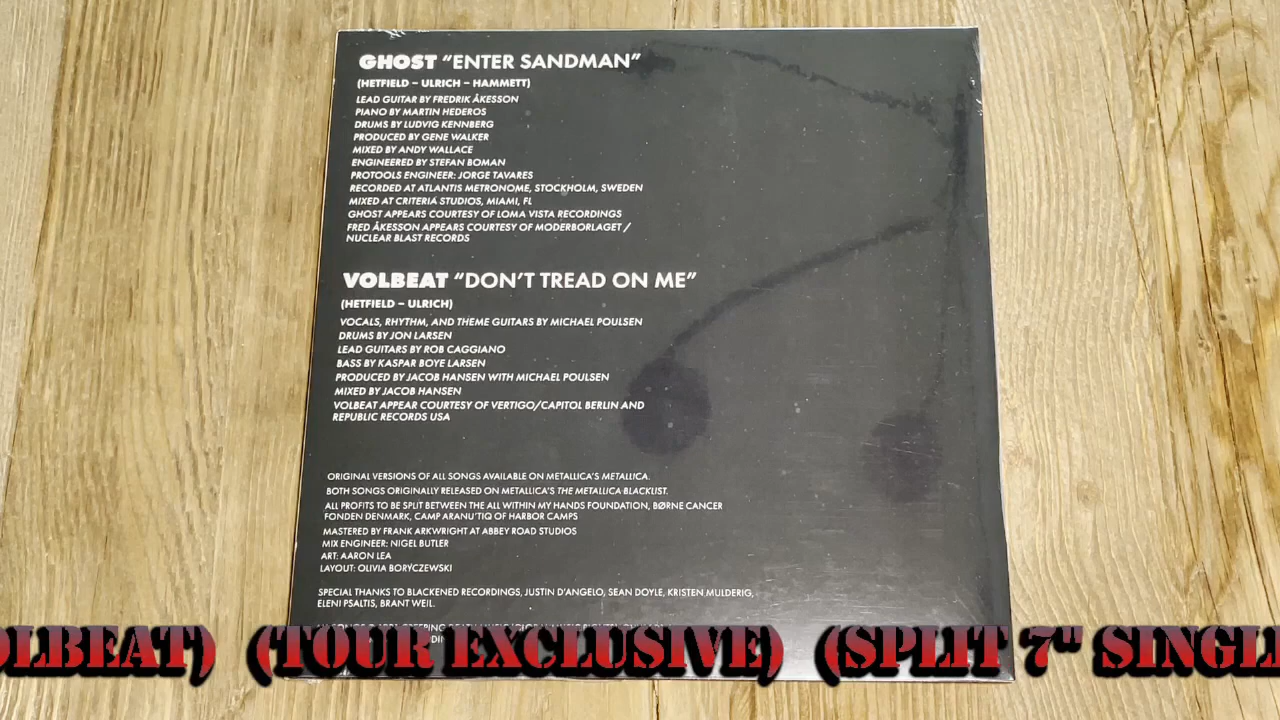 GHOST “ENTER SANDMAN”
(HETFIELD – ULRICH – HAMMETT)
LEAD GUITAR BY FREDRIK ÅKESSON
PIANO BY MARTIN HEDEROS
DRUMS BY LUDVIG KENNBERG
PRODUCED BY GENE WALKER
MIXED BY ANDY WALLACE
ENGINEERED BY STEFAN BOMAN
PROTOOLS ENGINEER: JORGE TAVARES
RECORDED AT ATLANTIS METRONOME, STOCKHOLM, SWEDEN
MIXED AT CRITERIA STUDIOS, MIAMI, FL
GHOST APPEARS COURTESY OF LOMA VISTA RECORDINGS
FRED ÅKESSON APPEARS COURTESY OF MODERBORLAGET /
NUCLEAR BLAST RECORDS
VOLBEAT “DON’T TREAD ON ME”
(HETFIELD – ULRICH)
VOCALS, RHYTHM, AND THEME GUITARS BY MICHAEL POULSEN
DRUMS BY JON LARSEN
LEAD GUITARS BY ROB CAGGIANO
BASS BY KASPAR BOYE LARSEN
PRODUCED BY JACOB HANSEN WITH MICHAEL POULSEN
MIXED BY JACOB HANSEN
VOLBEAT APPEAR COURTESY OF VERTIGO/CAPITOL BERLIN AND
REPUBLIC RECORDS USA
ORIGINAL VERSIONS OF ALL SONGS AVAILABLE ON METALLICA’S METALLICA.
BOTH SONGS ORIGINALLY RELEASED ON METALLICA’S THE METALLICA BLACKLIST.
ALL PROFITS TO BE SPLIT BETWEEN THE ALL WITHIN MY HANDS FOUNDATION, BØRNE CANCER
FONDEN DENMARK, CAMP ARANU’TIQ OF HARBOR CAMPS
MASTERED BY FRANK ARKWRIGHT AT ABBEY ROAD STUDIOS
MIX ENGINEER: NIGEL BUTLER
ART: AARON LEA
LAYOUT: OLIVIA BORYCZEWSKI
SPECIAL THANKS TO BLACKENED RECORDINGS, JUSTIN D’ANGELO, SEAN DOYLE, KRISTEN MULDERIG,
ELENI PSALTIS, BRANT WEIL.
OLBEAT) (TOUR EXCLUSIVE) (SPLIT 7" SINGLE